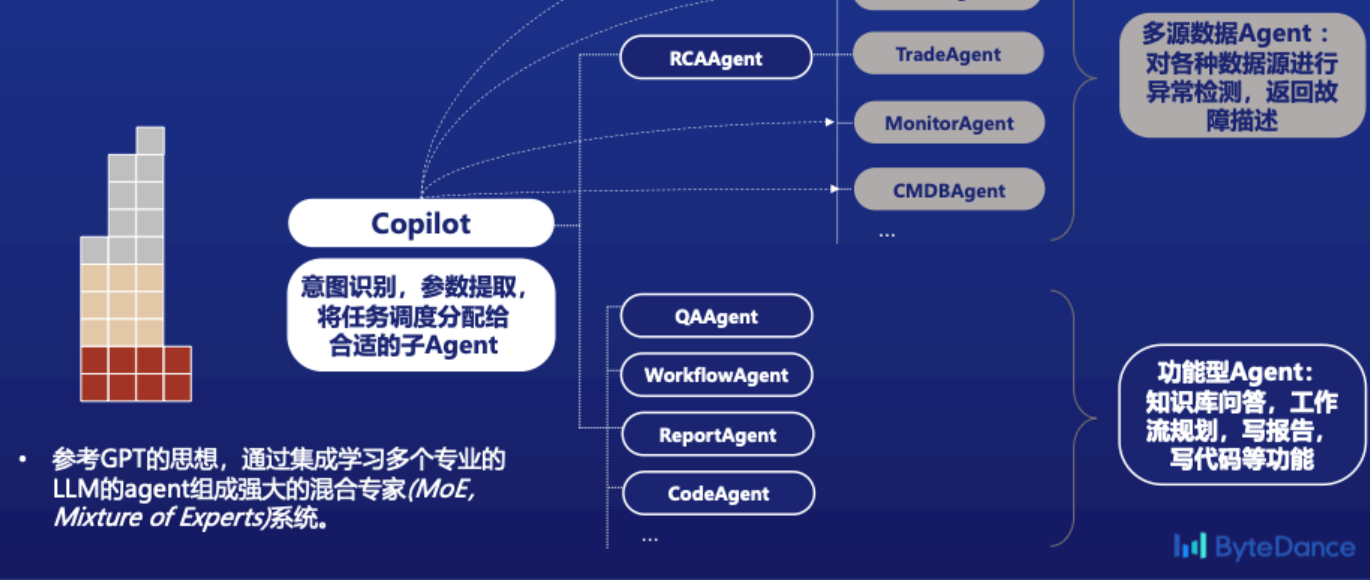 RCAAgent
TradeAgent
MonitorAgent
CMDBAgent
...
多源数据Agent：
对各种数据源进行
异常检测，返回故
障描述
Copilot
意图识别，参数提取，
将任务调度分配给
合适的子Agent
QAAgent
WorkflowAgent
ReportAgent
CodeAgent
...
功能型Agent：
知识库问答，工作
流规划，写报告，
写代码等功能
• 参考GPT的思想，通过集成学习多个专业的
LLM的agent组成强大的混合专家(MoE,
Mixture of Experts)系统。
ByteDance